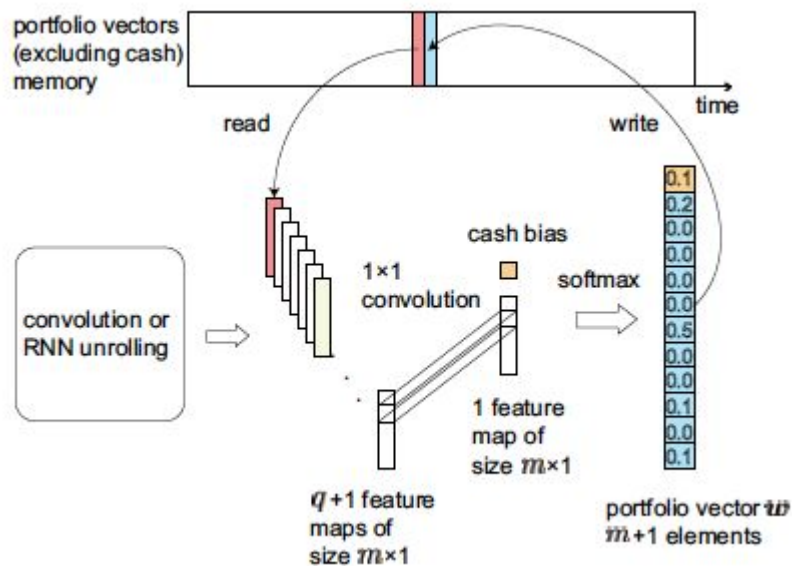 portfolio vectors
(excluding cash)
memory
time
read
write
cash bias
1×1
convolution
softmax
convolution or
RNN unrolling
0.1
0.2
0.0
0.0
0.0
0.0
0.5
0.0
0.0
0.1
0.0
0.1
1 feature
map of
size m×1
q+1 feature
maps of
size m×1
portfolio vector w
m+1 elements